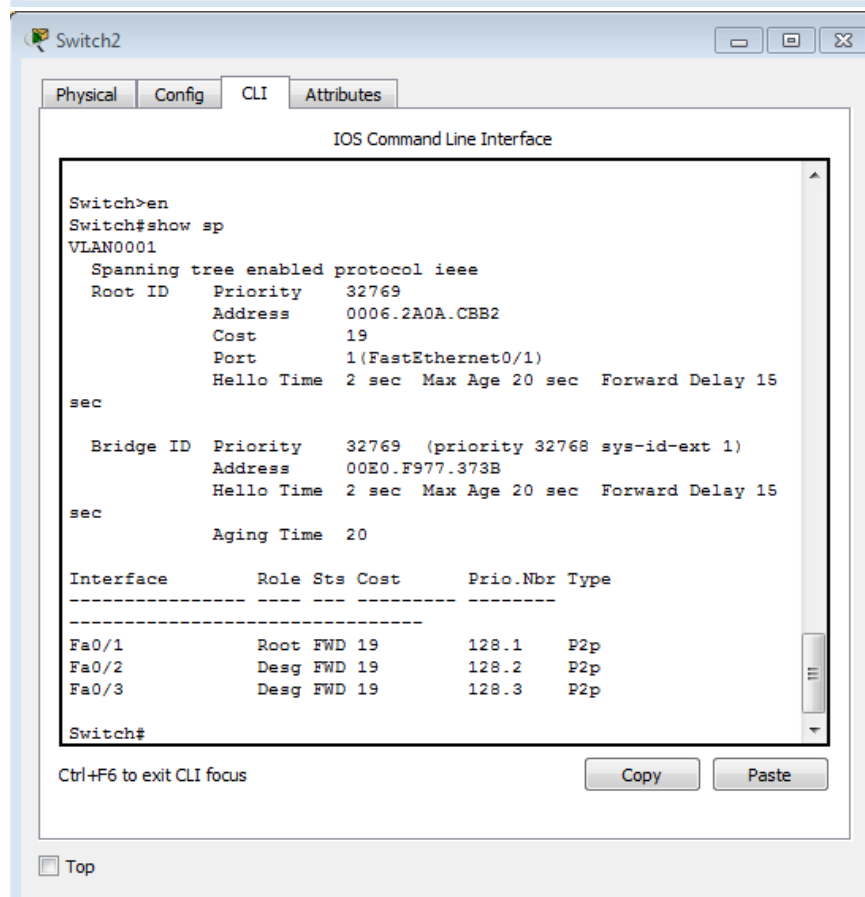 Switch2
Physical Config CLI Attributes
IOS Command Line Interface
Switch>en
Switch#show sp
VLAN0001
  Spanning tree enabled protocol ieee
  Root ID    Priority    32769
             Address     0006.2A0A.CBB2
             Cost        19
             Port        1(FastEthernet0/1)
             Hello Time  2 sec  Max Age 20 sec  Forward Delay 15
sec
  Bridge ID  Priority    32769  (priority 32768 sys-id-ext 1)
             Address     00E0.F977.373B
             Hello Time  2 sec  Max Age 20 sec  Forward Delay 15
sec
             Aging Time  20
Interface        Role Sts Cost      Prio.Nbr Type
---------------- ---- --- --------- --------
--------------------------------
Fa0/1            Root FWD 19        128.1    P2p
Fa0/2            Desg FWD 19        128.2    P2p
Fa0/3            Desg FWD 19        128.3    P2p
Switch#
Ctrl+F6 to exit CLI focus Copy Paste
Top